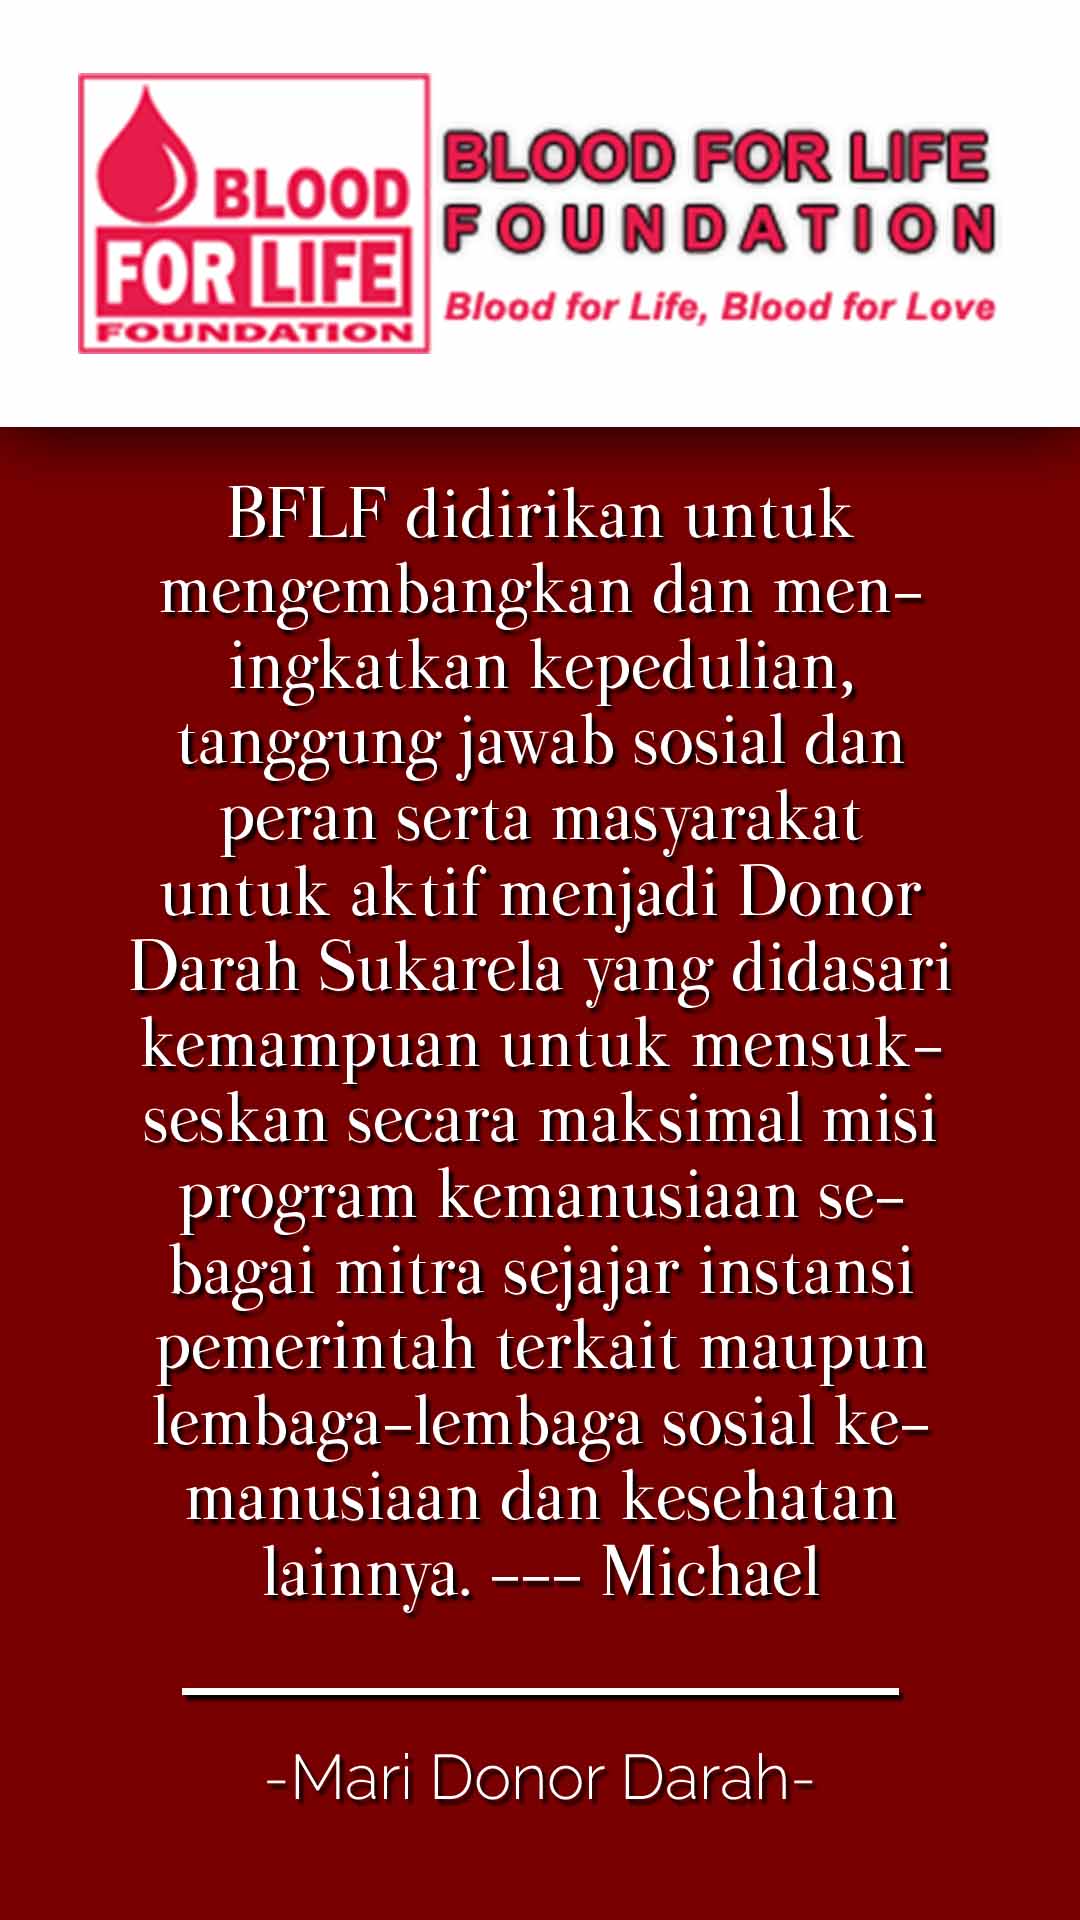 BLOOD
FOR LIFE
FOUNDATION
BLOOD FOR LIFE
FOUNDATION
Blood for Life, Blood for Love
BFLF didirikan untuk
mengembangkan dan men-
ingkatkan kepedulian,
tanggung jawab sosial dan
peran serta masyarakat
untuk aktif menjadi Donor
Darah Sukarela yang didasari
kemampuan untuk mensuk-
seskan secara maksimal misi
program kemanusiaan se-
bagai mitra sejajar instansi
pemerintah terkait maupun
lembaga-lembaga sosial ke-
manusiaan dan kesehatan
lainnya. --- Michael
-Mari Donor Darah-